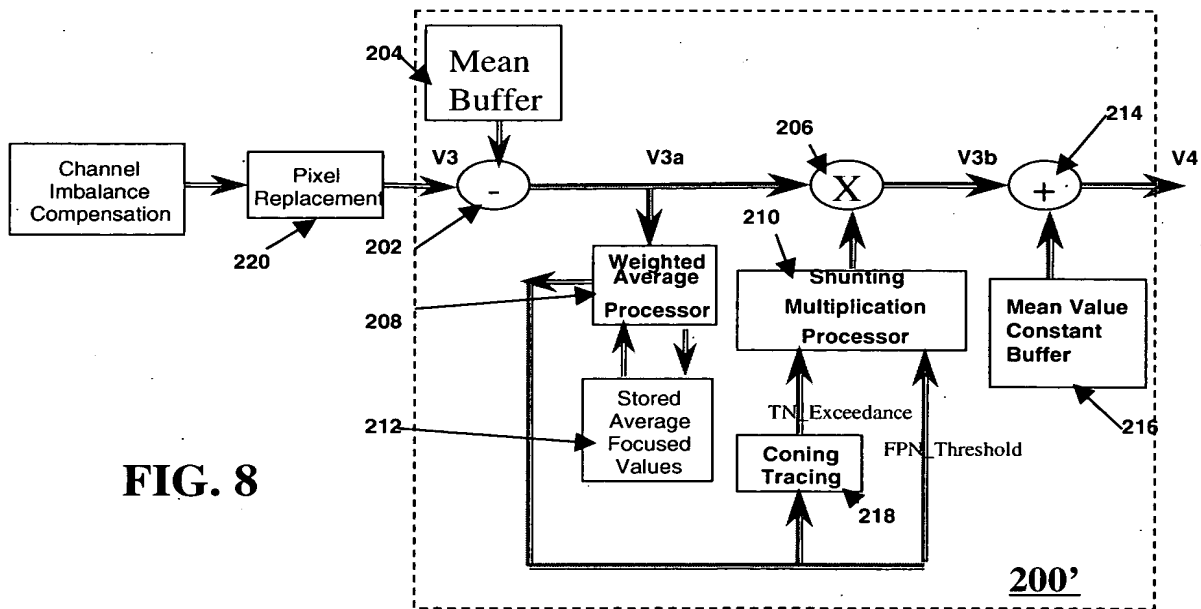 204
Mean
Buffer
206
214
Channel
Imbalance
Compensation
Pixel
Replacement
V3
-
V3a
X
V3b
+
V4
220
202
210
208
Weighted
Average
Processor
Shunting
Multiplication
Processor
Mean Value
Constant
Buffer
212
Stored
Average
Focused
Values
TN_Exceedance
FPN_Threshold
216
Coning
Tracing
218
FIG. 8
200'